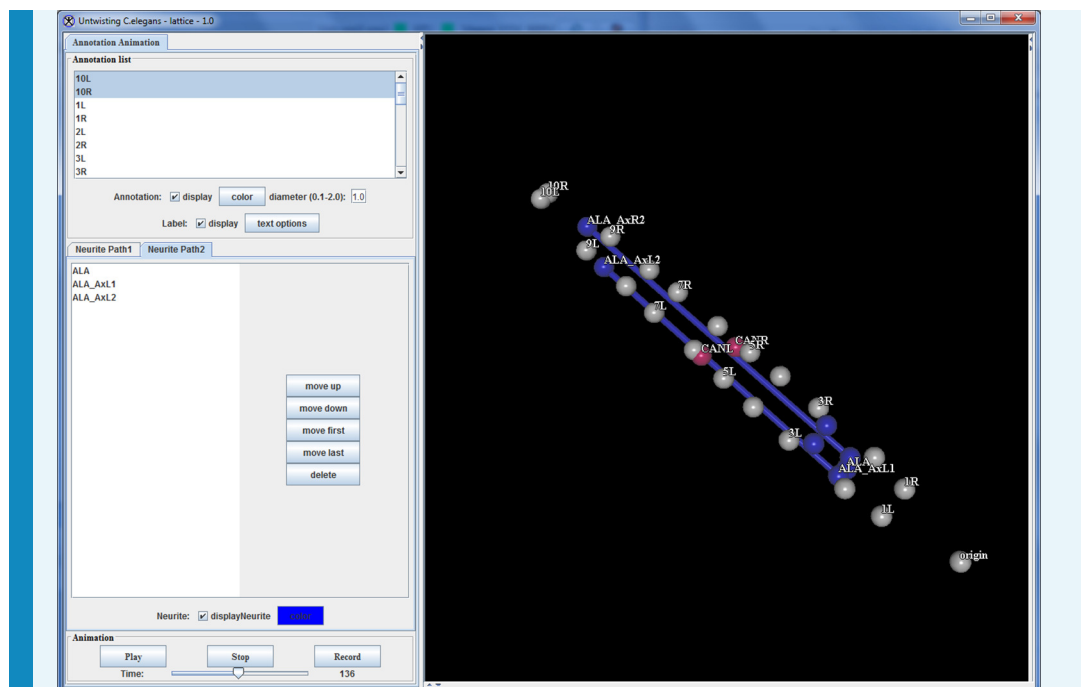 Untwisting C.elegans - lattice - 1.0
Annotation Animation
Annotation list
10L
10R
1L
1R
2L
2R
3L
3R
Annotation: display color diameter (0.1-2.0): 1.0
Label: display text options
Neurite Path1 Neurite Path2
ALA
ALA_AxL1
ALA_AxL2
move up
move down
move first
move last
delete
Neurite: displayNeurite color
Animation
Play Stop Record
Time: 136
10R
10L
ALA_AxR2
9R
9L
ALA_AxL2
7R
7L
CANR
CANL 5R
5L
3R
3L
ALA
ALA_AxL1
1R
1L
origin